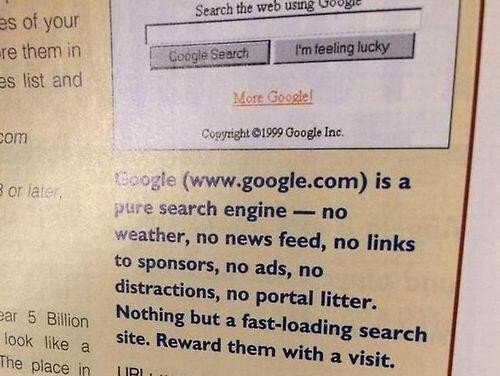 es of your
re them in
es list and
com
or later,
ear 5 Billion
look like a
The place in
Search the web using Google
Google Search
I'm feeling lucky
More Google!
Copyright ©1999 Google Inc.
Google (www.google.com) is a
pure search engine — no
weather, no news feed, no links
to sponsors, no ads, no
distractions, no portal litter.
Nothing but a fast-loading search
site. Reward them with a visit.